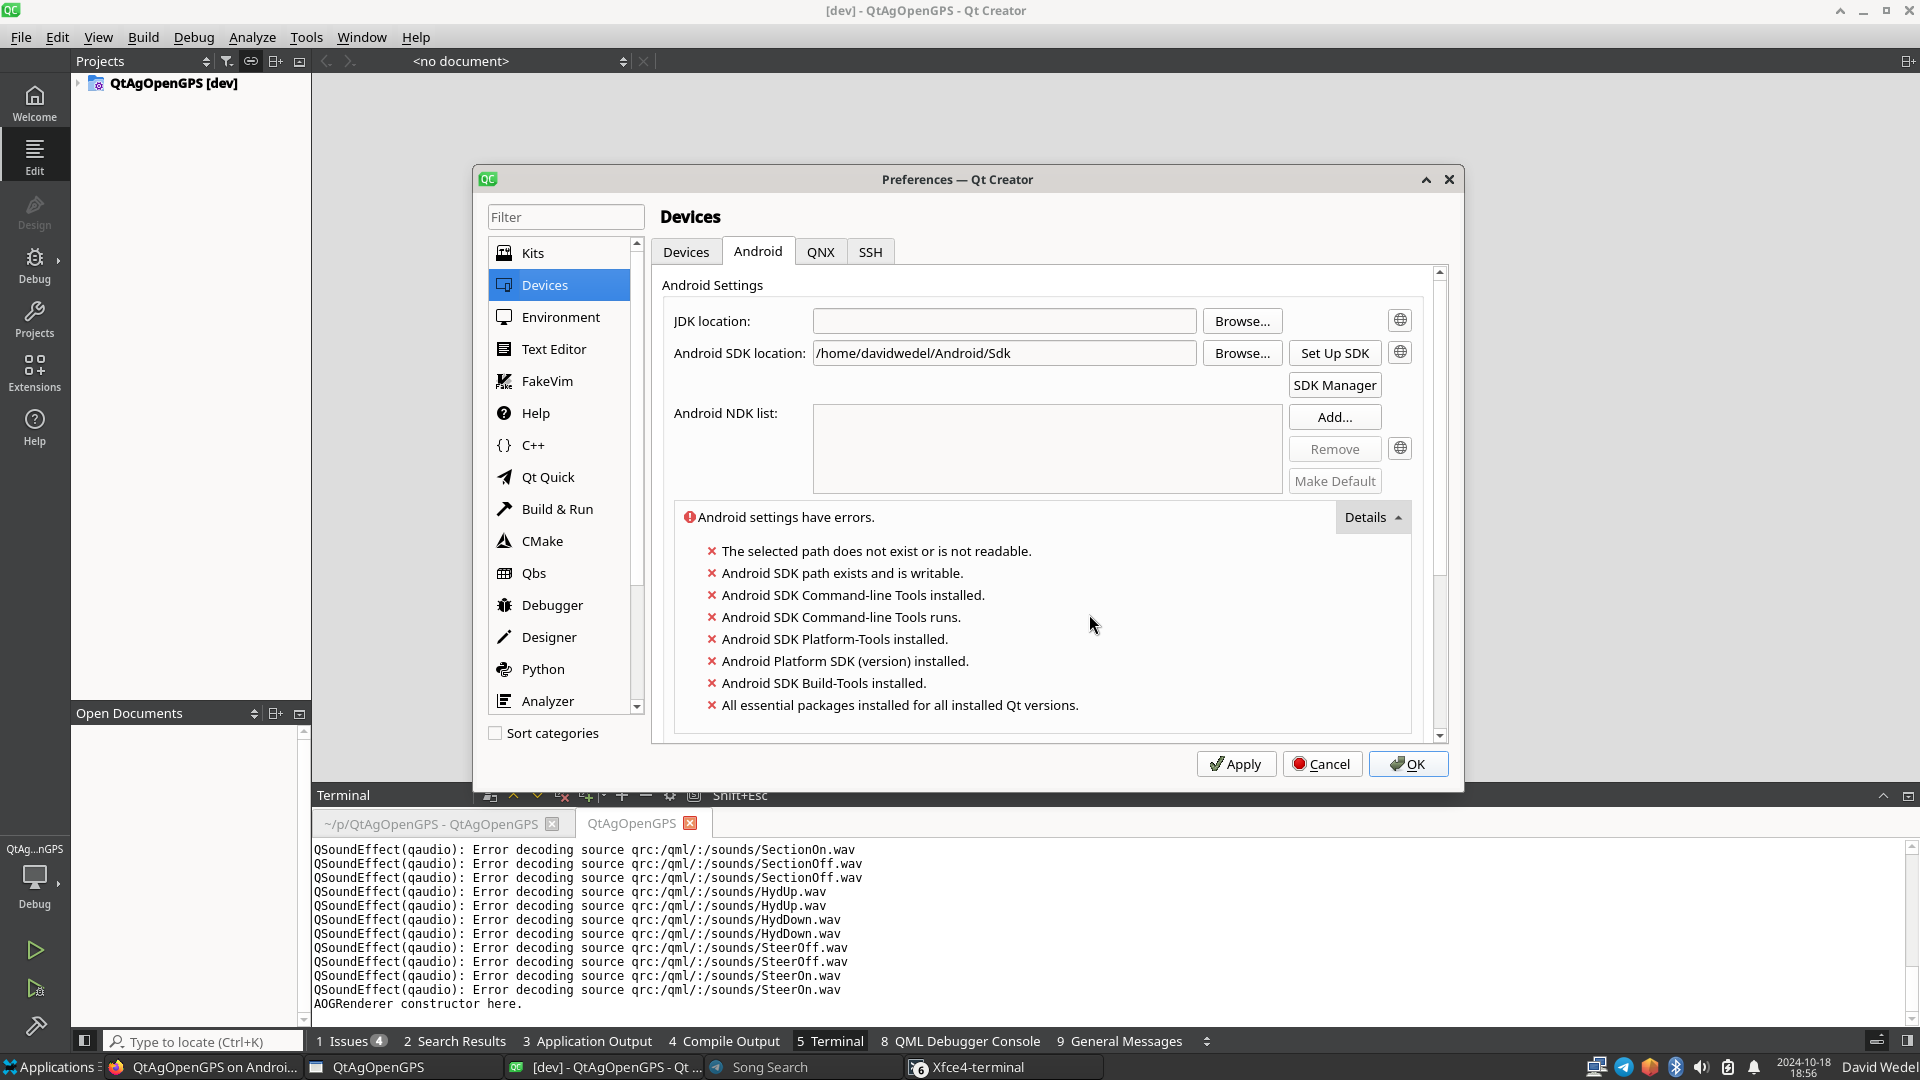 [dev] - QtAgOpenGPS - Qt Creator
File Edit View Build Debug Analyze Tools Window Help
Projects
<no document>
QtAgOpenGPS [dev]
Welcome
Edit
Design
Debug
Projects
Extensions
Help
QC
Preferences — Qt Creator
Filter
Kits
Devices
Environment
Text Editor
FakeVim
Help
C++
Qt Quick
Build & Run
CMake
Qbs
Debugger
Designer
Python
Analyzer
Sort categories
Devices
Devices Android QNX SSH
Android Settings
JDK location: Browse...
Android SDK location: /home/davidwedel/Android/Sdk Browse... Set Up SDK
SDK Manager
Android NDK list: Add...
Remove
Make Default
Android settings have errors. Details
The selected path does not exist or is not readable.
Android SDK path exists and is writable.
Android SDK Command-line Tools installed.
Android SDK Command-line Tools runs.
Android SDK Platform-Tools installed.
Android Platform SDK (version) installed.
Android SDK Build-Tools installed.
All essential packages installed for all installed Qt versions.
Apply Cancel OK
Open Documents
Terminal Shift+Esc
~/p/QtAgOpenGPS - QtAgOpenGPS QtAgOpenGPS
QSoundEffect(qaudio): Error decoding source qrc:/qml/:/sounds/SectionOn.wav
QSoundEffect(qaudio): Error decoding source qrc:/qml/:/sounds/SectionOff.wav
QSoundEffect(qaudio): Error decoding source qrc:/qml/:/sounds/SectionOff.wav
QSoundEffect(qaudio): Error decoding source qrc:/qml/:/sounds/HydUp.wav
QSoundEffect(qaudio): Error decoding source qrc:/qml/:/sounds/HydUp.wav
QSoundEffect(qaudio): Error decoding source qrc:/qml/:/sounds/HydDown.wav
QSoundEffect(qaudio): Error decoding source qrc:/qml/:/sounds/HydDown.wav
QSoundEffect(qaudio): Error decoding source qrc:/qml/:/sounds/SteerOff.wav
QSoundEffect(qaudio): Error decoding source qrc:/qml/:/sounds/SteerOff.wav
QSoundEffect(qaudio): Error decoding source qrc:/qml/:/sounds/SteerOn.wav
QSoundEffect(qaudio): Error decoding source qrc:/qml/:/sounds/SteerOn.wav
AOGRenderer constructor here.
QtAg...nGPS
Debug
Type to locate (Ctrl+K) 1 Issues 4 2 Search Results 3 Application Output 4 Compile Output 5 Terminal 8 QML Debugger Console 9 General Messages
Applications QtAgOpenGPS on Androi... QtAgOpenGPS [dev] - QtAgOpenGPS - Qt ... Song Search 6 Xfce4-terminal 2024-10-18 David Wedel
18:56